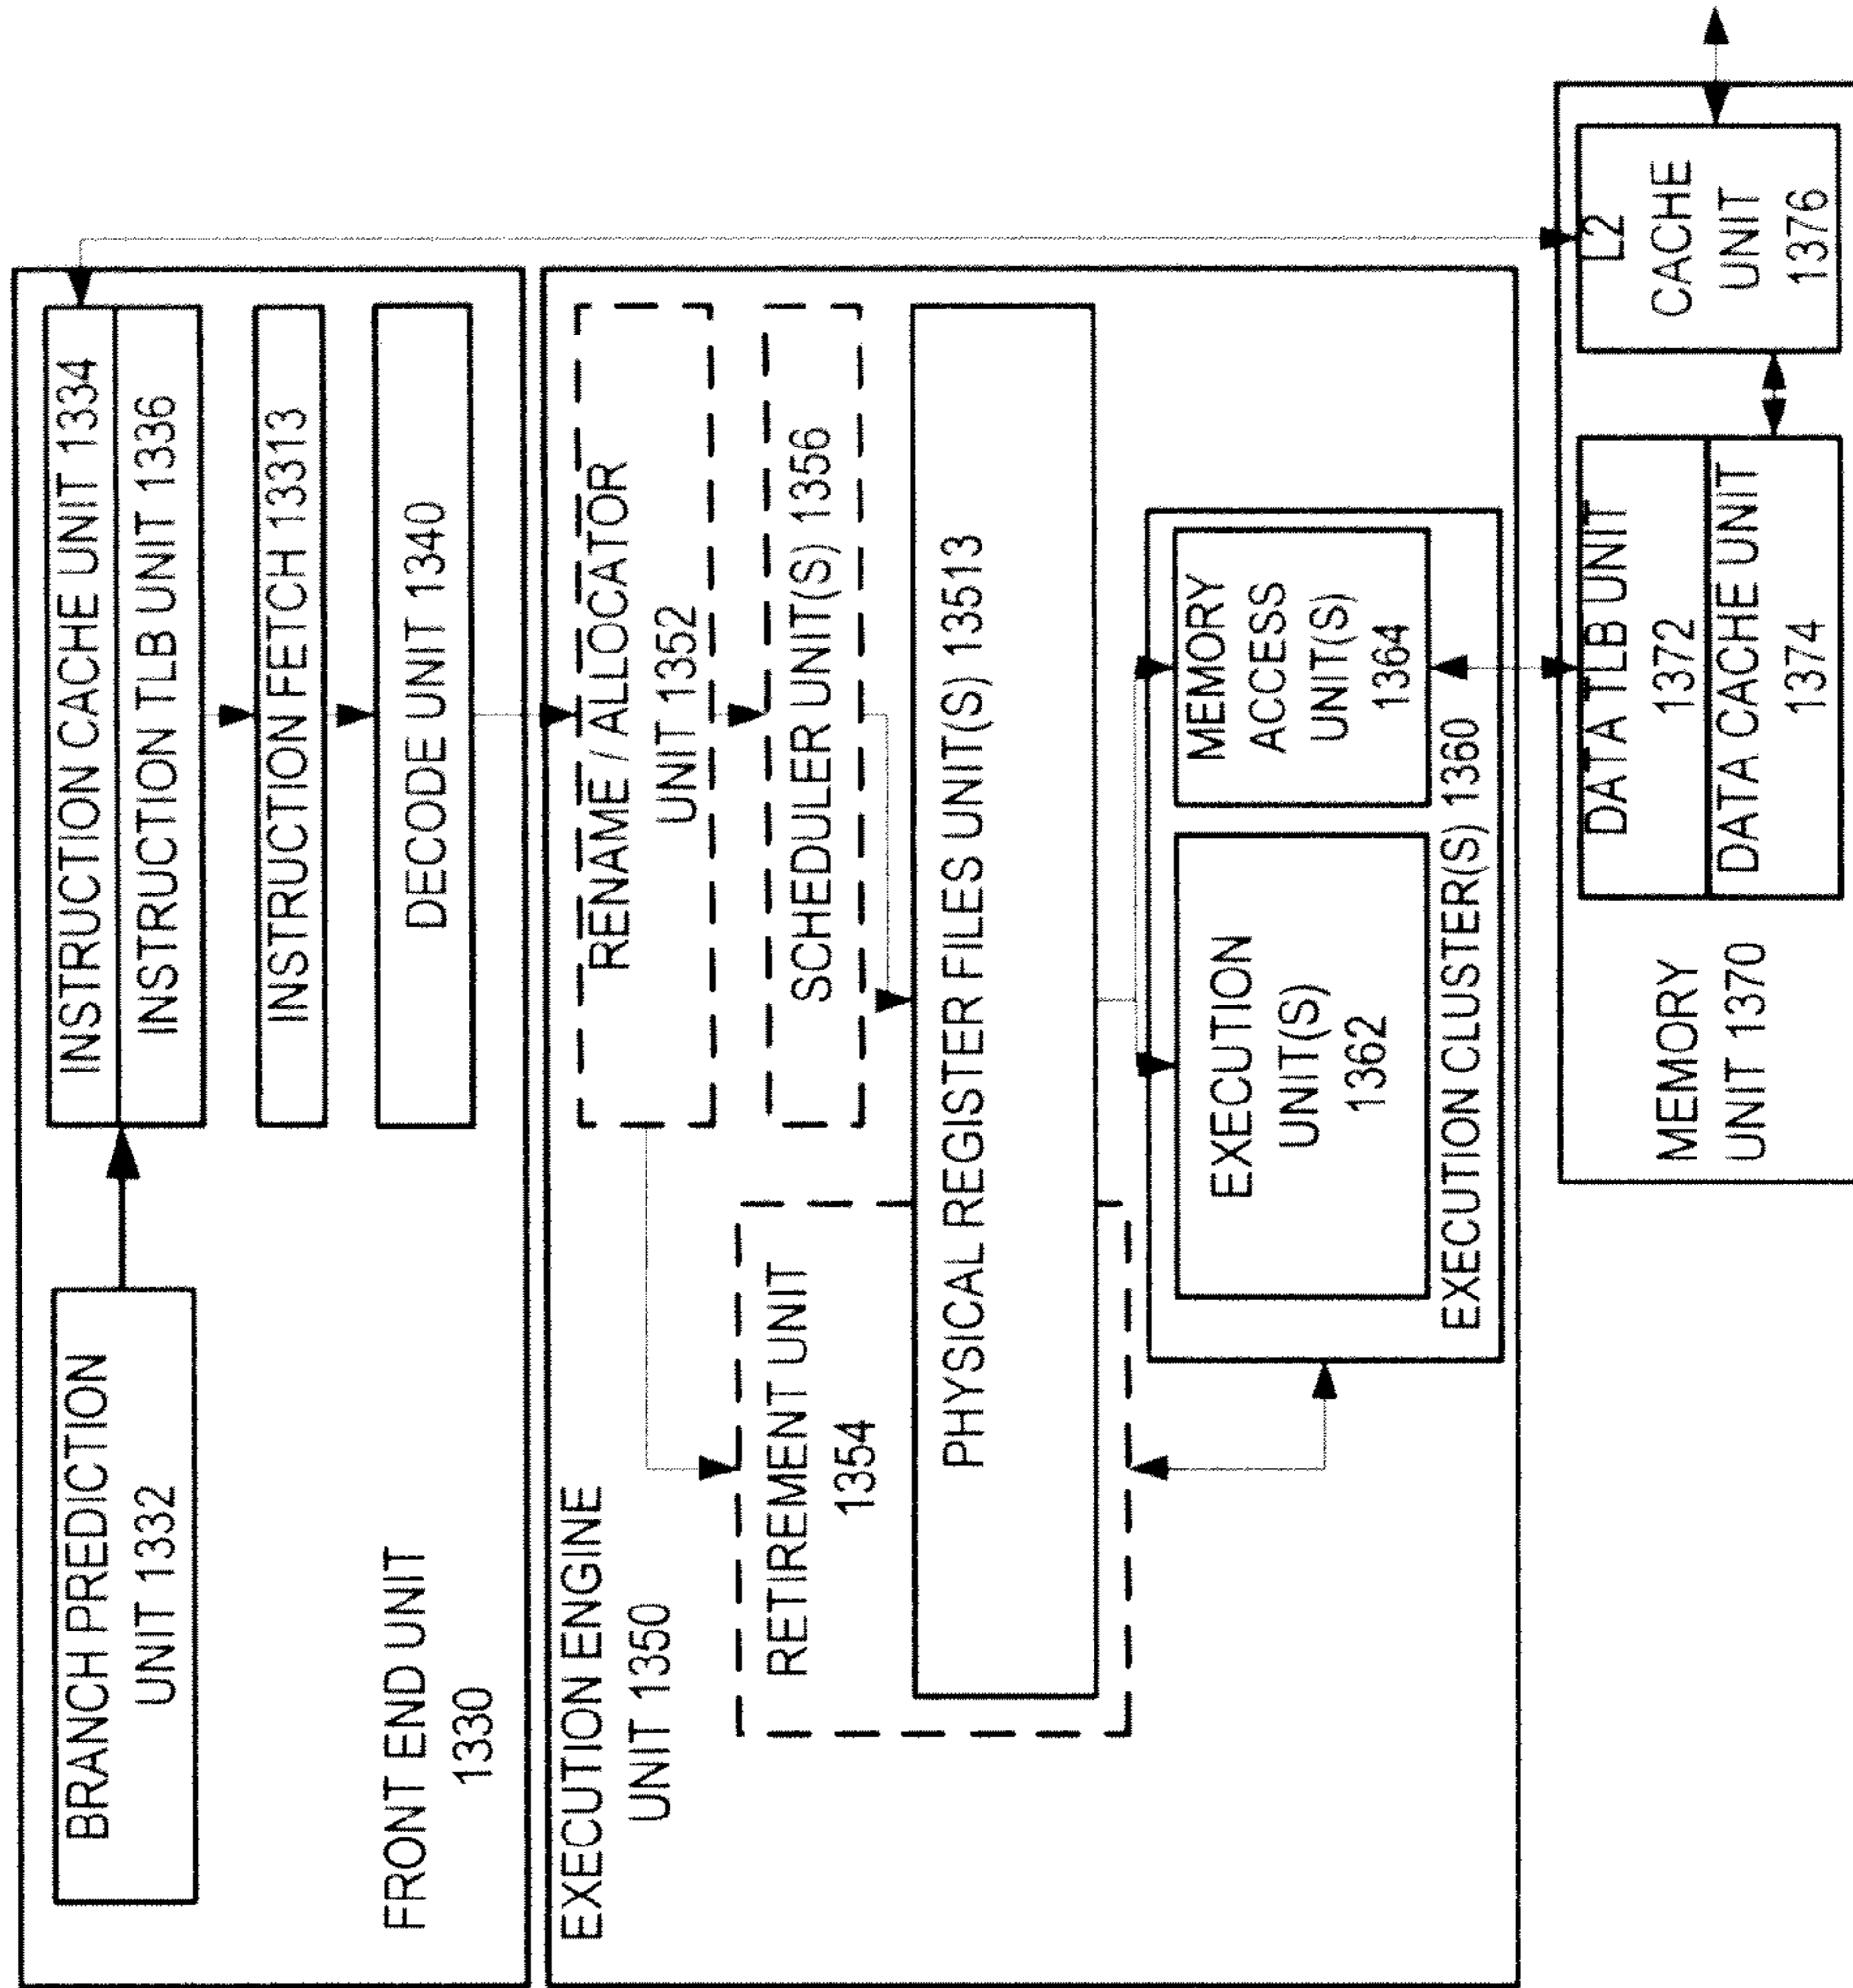 BRANCH PREDICTION
UNIT 1332
INSTRUCTION CACHE UNIT 1334
INSTRUCTION TLB UNIT 1336
INSTRUCTION FETCH 13313
DECODE UNIT 1340
FRONT END UNIT
1330
EXECUTION ENGINE
UNIT 1350
RENAME / ALLOCATOR
UNIT 1352
RETIREMENT UNIT
1354
SCHEDULER UNIT(S) 1356
PHYSICAL REGISTER FILES UNIT(S) 13513
EXECUTION
UNIT(S)
1362
MEMORY
ACCESS
UNIT(S)
1364
EXECUTION CLUSTER(S) 1360
MEMORY
UNIT 1370
DATA TLB UNIT
1372
DATA CACHE UNIT
1374
L2
CACHE
UNIT
1376